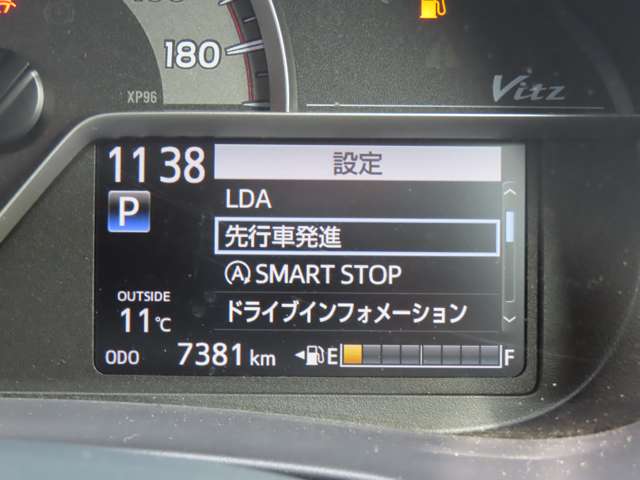 180
XP96
Vitz
11 38
設定
P
LDA
先行車発進
A SMART STOP
OUTSIDE
11℃
ドライブインフォメーション
ODO 7381 km E F